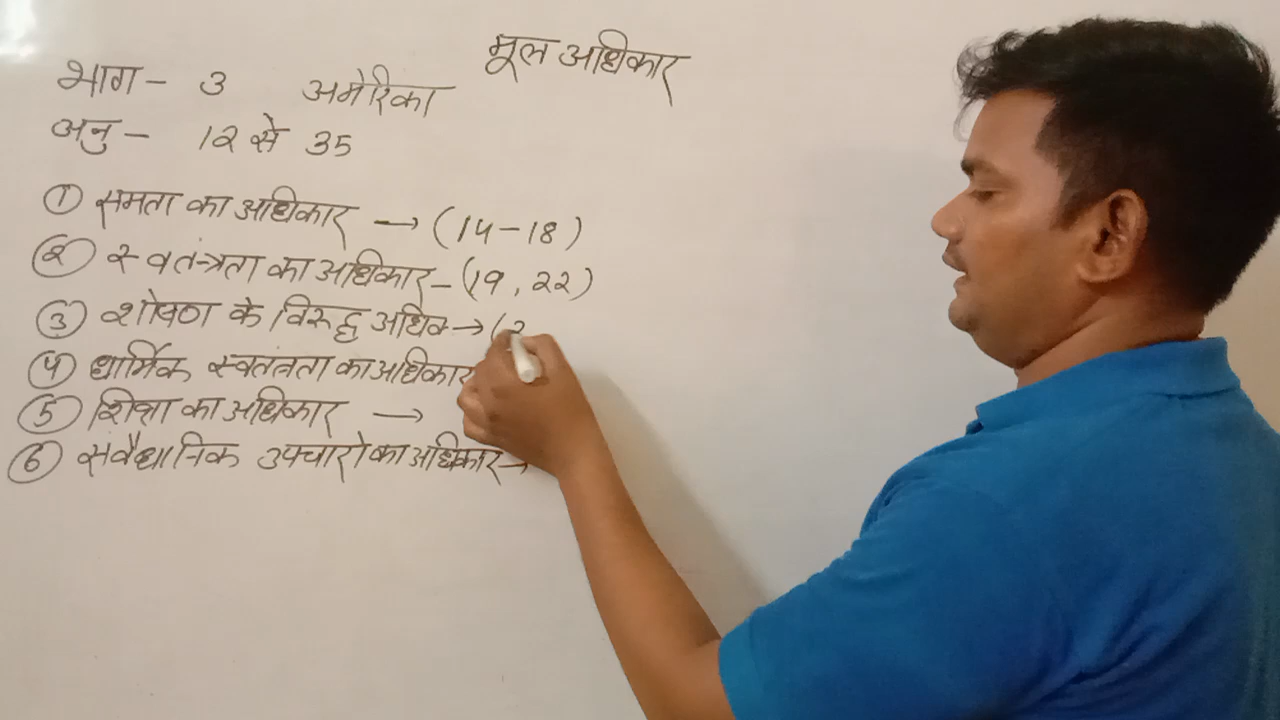 मूल अधिकार
भाग - 3 अमेरिका
अनु - 12 से 35
① समता का अधिकार → (14-18)
② स्वतंन्त्रता का अधिकार - (19, 22)
③ शोषण के विरूद्ध अधिक → (2
④ धार्मिक स्वतंत्रता का अधिकार
⑤ शिक्षा का अधिकार →
⑥ संवैधानिक उपचारो का अधिकार →